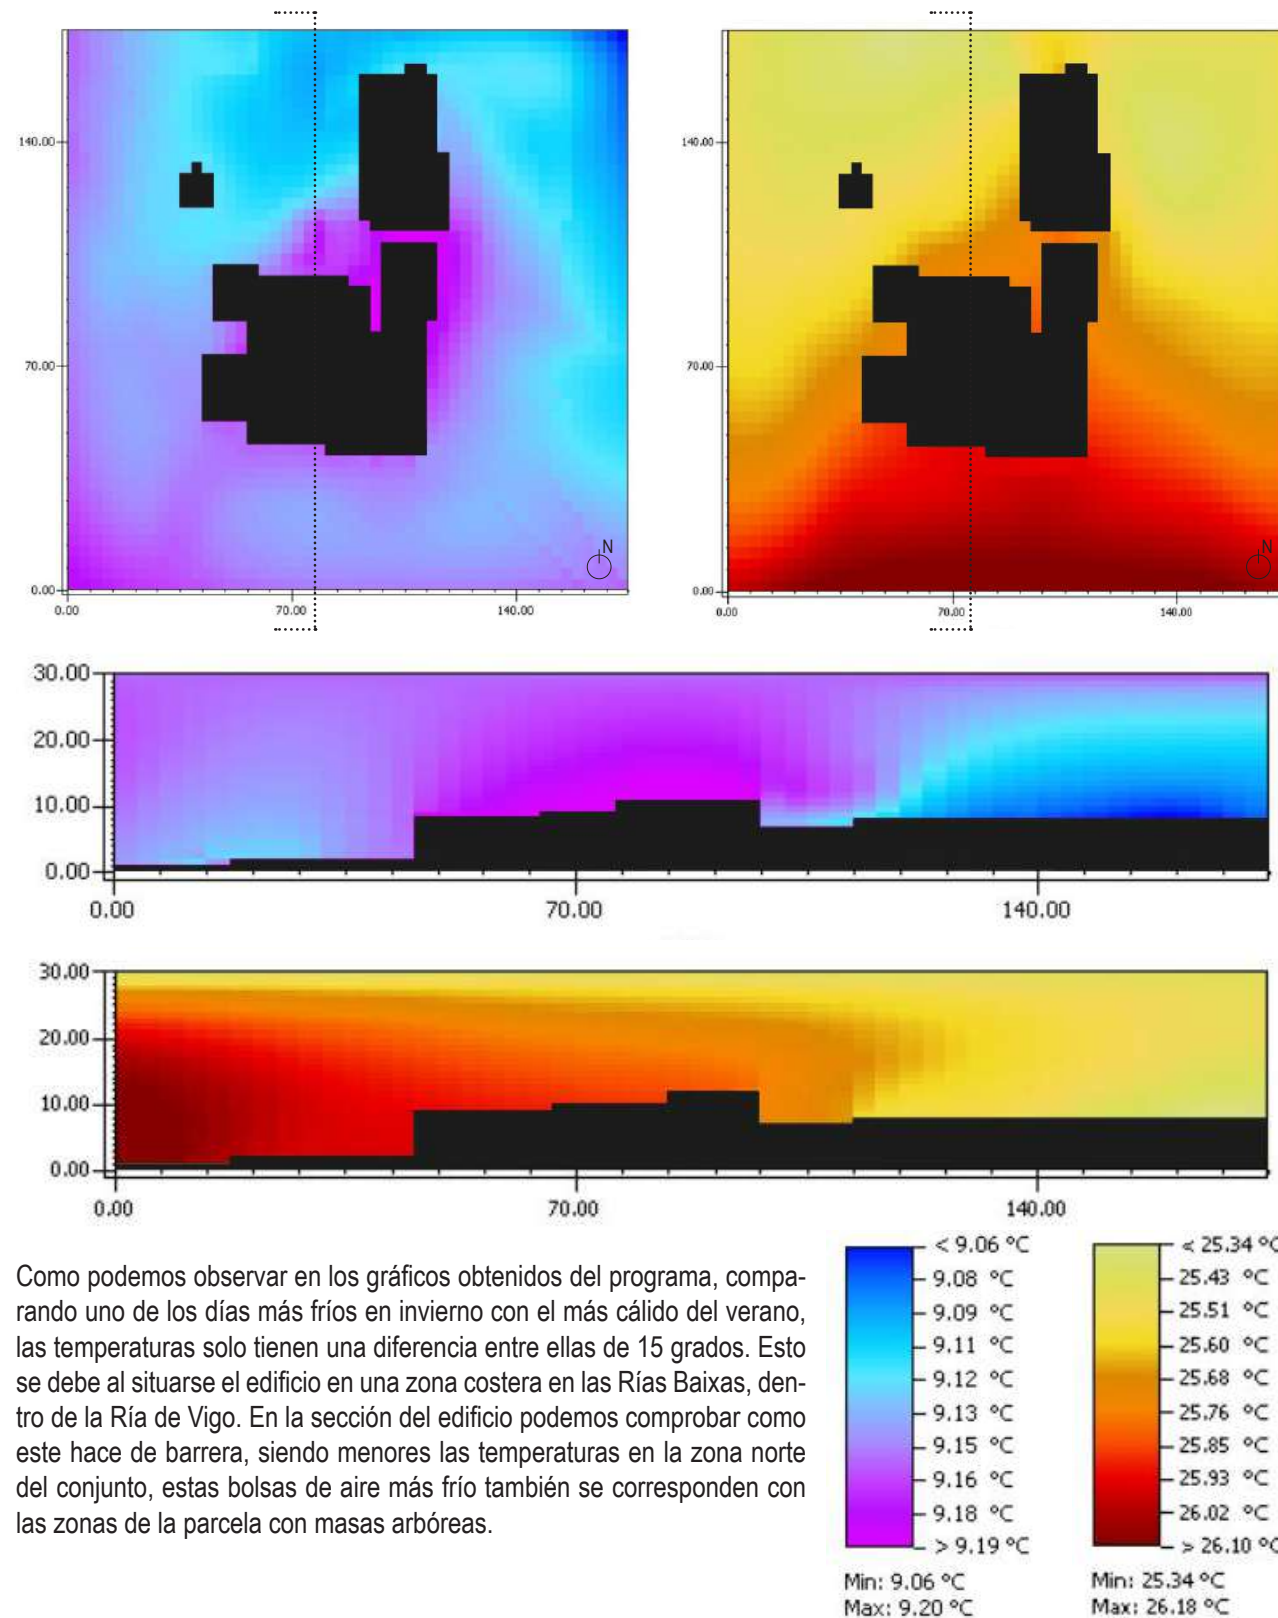 140.00
70.00
0.00
0.00 70.00 140.00
N
140.00
70.00
0.00
0.00 70.00 140.00
N
30.00
20.00
10.00
0.00
0.00 70.00 140.00
30.00
20.00
10.00
0.00
0.00 70.00 140.00
Como podemos observar en los gráficos obtenidos del programa, compa-
rando uno de los días más fríos en invierno con el más cálido del verano,
las temperaturas solo tienen una diferencia entre ellas de 15 grados. Esto
se debe al situarse el edificio en una zona costera en las Rías Baixas, den-
tro de la Ría de Vigo. En la sección del edificio podemos comprobar como
este hace de barrera, siendo menores las temperaturas en la zona norte
del conjunto, estas bolsas de aire más frío también se corresponden con
las zonas de la parcela con masas arbóreas.
< 9.06 °C
9.08 °C
9.09 °C
9.11 °C
9.12 °C
9.13 °C
9.15 °C
9.16 °C
9.18 °C
> 9.19 °C
Min: 9.06 °C
Max: 9.20 °C
< 25.34 °C
25.43 °C
25.51 °C
25.60 °C
25.68 °C
25.76 °C
25.85 °C
25.93 °C
26.02 °C
> 26.10 °C
Min: 25.34 °C
Max: 26.18 °C